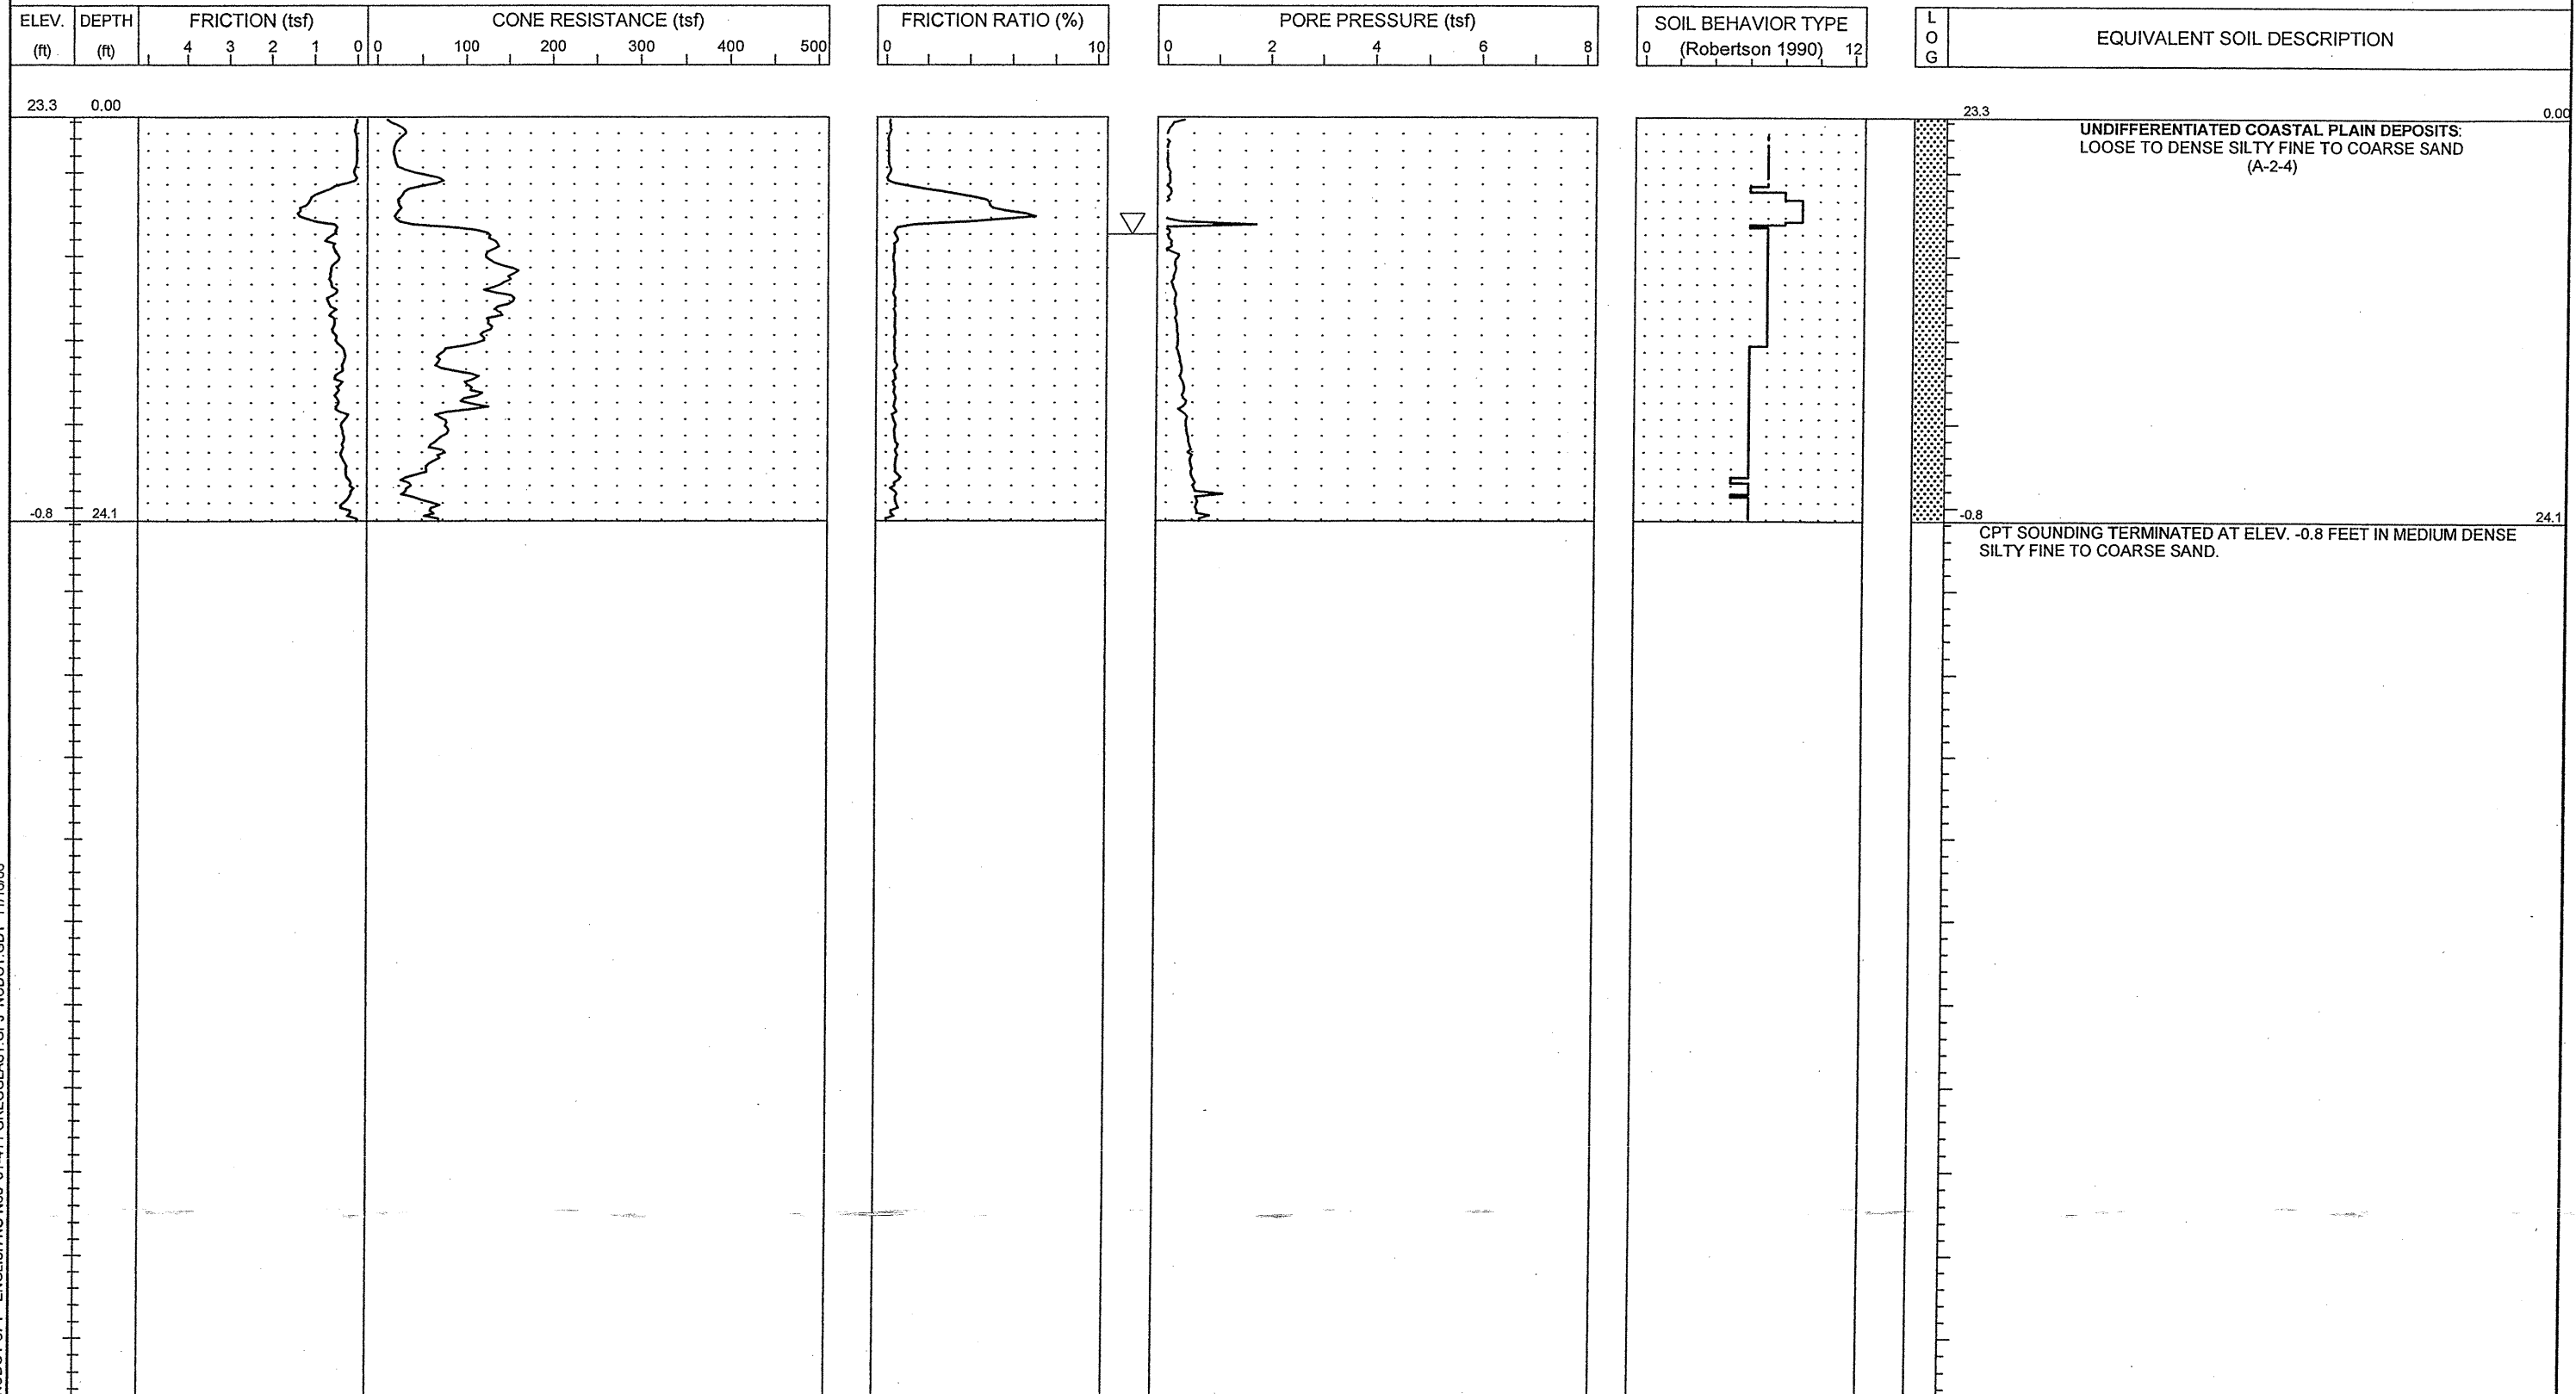 ELEV. (ft)
DEPTH (ft)
FRICTION (tsf)
4 3 2 1 0
CONE RESISTANCE (tsf)
0 100 200 300 400 500
FRICTION RATIO (%)
0 10
PORE PRESSURE (tsf)
0 2 4 6 8
SOIL BEHAVIOR TYPE
(Robertson 1990)
0 12
LOG
EQUIVALENT SOIL DESCRIPTION
23.3 0.00
23.3 0.00
UNDIFFERENTIATED COASTAL PLAIN DEPOSITS:
LOOSE TO DENSE SILTY FINE TO COARSE SAND
(A-2-4)
-0.8 24.1
-0.8 24.1
CPT SOUNDING TERMINATED AT ELEV. -0.8 FEET IN MEDIUM DENSE
SILTY FINE TO COARSE SAND.